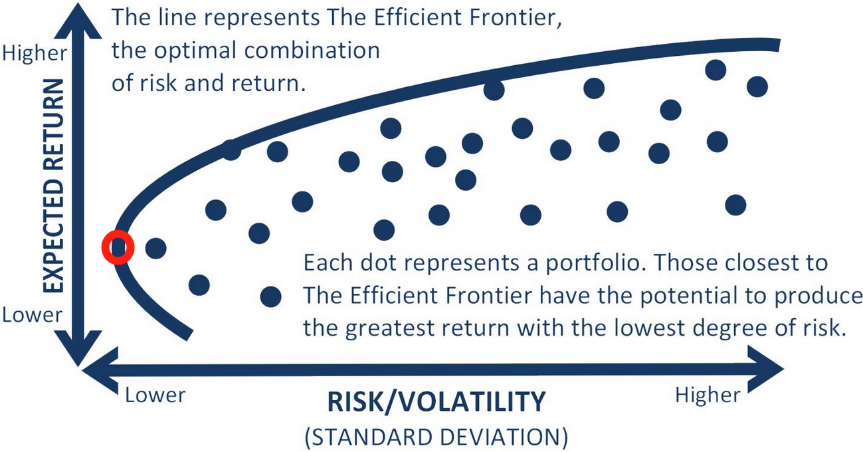 The line represents The Efficient Frontier,
the optimal combination
of risk and return.
Higher
EXPECTED RETURN
Lower
Each dot represents a portfolio. Those closest to
The Efficient Frontier have the potential to produce
the greatest return with the lowest degree of risk.
Lower
Higher
RISK/VOLATILITY
(STANDARD DEVIATION)